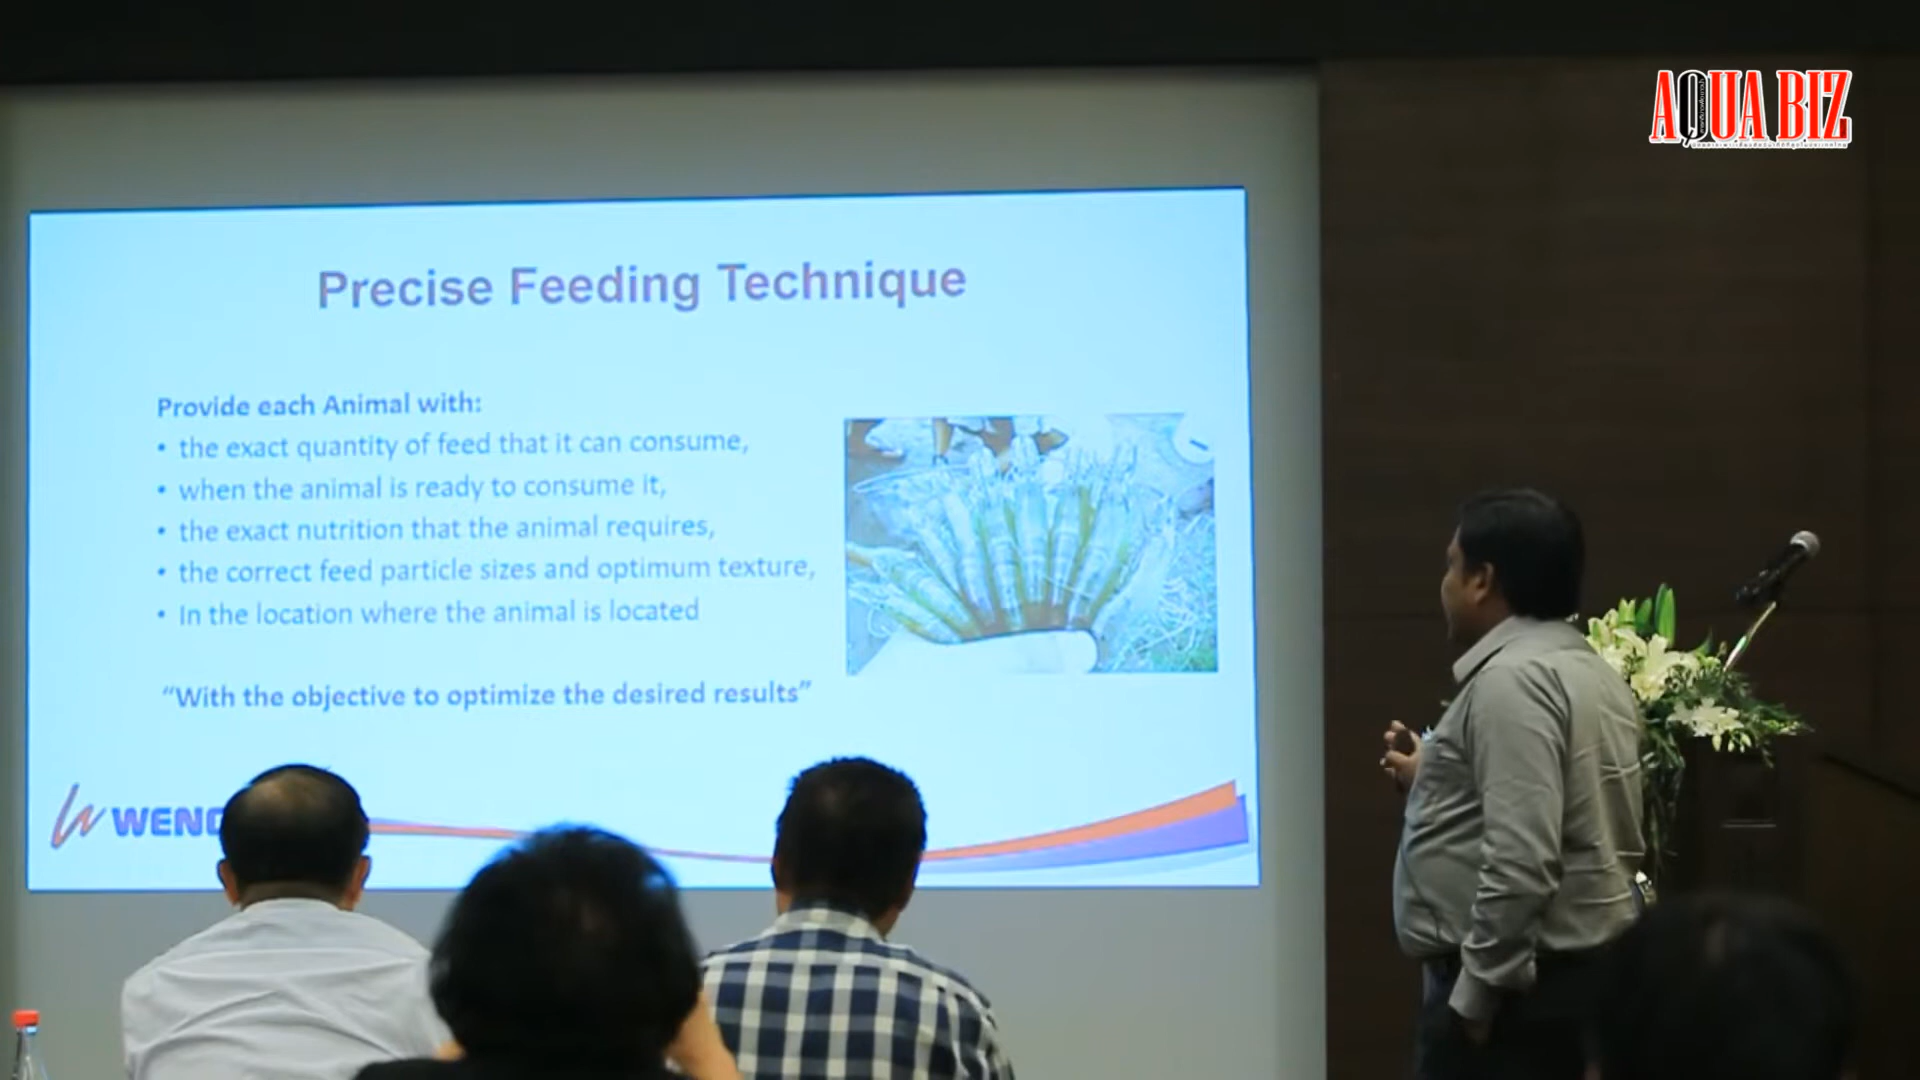 AQUA BIZ
Precise Feeding Technique
Provide each Animal with:
• the exact quantity of feed that it can consume,
• when the animal is ready to consume it,
• the exact nutrition that the animal requires,
• the correct feed particle sizes and optimum texture,
• In the location where the animal is located
“With the objective to optimize the desired results”
WENG